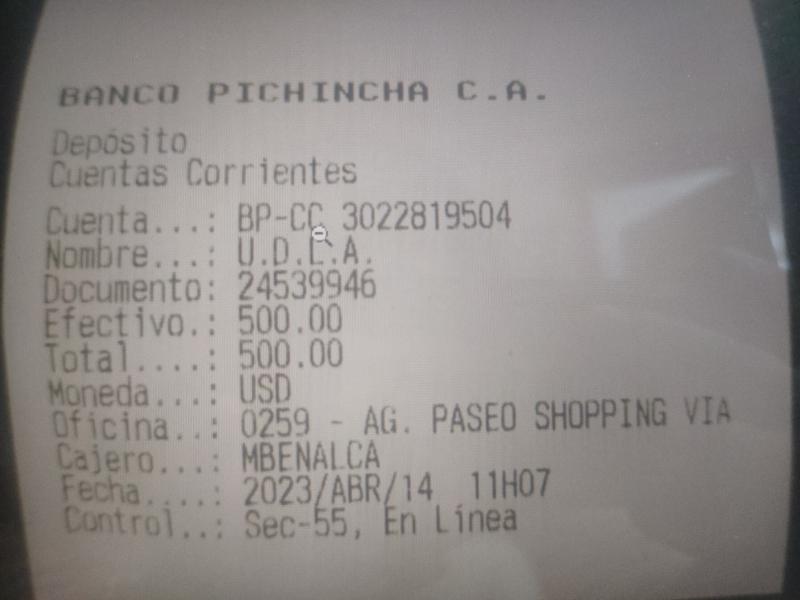 BANCO PICHINCHA C.A.
Depósito
Cuentas Corrientes
Cuenta...: BP-CC 3022819504
Nombre...: U.D.L.A.
Documento: 24539946
Efectivo.: 500.00
Total....: 500.00
Moneda...: USD
Oficina..: 0259 - AG. PASEO SHOPPING VIA
Cajero...: MBENALCA
Fecha....: 2023/ABR/14 11H07
Control..: Sec-55, En Línea